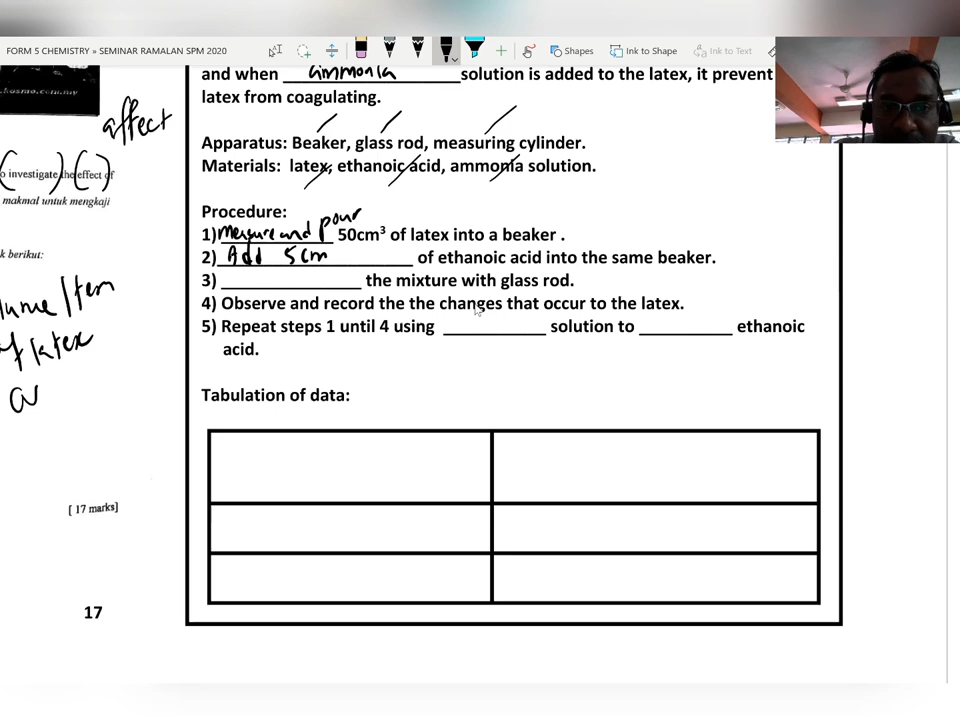 FORM 5 CHEMISTRY » SEMINAR RAMALAN SPM 2020
Shapes
Ink to Shape
Ink to Text
and when ammonia solution is added to the latex, it prevent
latex from coagulating.
affect
Apparatus: Beaker, glass rod, measuring cylinder.
Materials: latex, ethanoic acid, ammonia solution.
o investigate the effect of
makmal untuk mengkaji
Procedure:
1) measure and pour 50cm³ of latex into a beaker .
2) Add 5cm of ethanoic acid into the same beaker.
k berikut:
3) ______________ the mixture with glass rod.
4) Observe and record the the changes that occur to the latex.
5) Repeat steps 1 until 4 using ___________ solution to __________ ethanoic
acid.
of latex
Tabulation of data:
[ 17 marks]
17